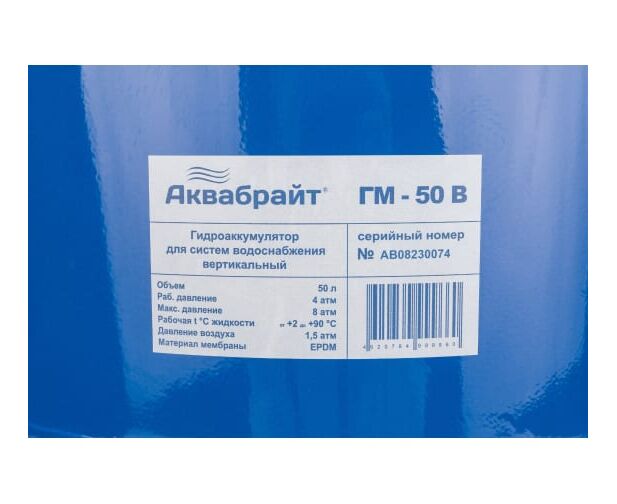 Аквабрайт®
ГМ - 50 В
Гидроаккумулятор
для систем водоснабжения
вертикальный
серийный номер
№ АВ08230074
Объем 50 л
Раб. давление 4 атм
Макс. давление 8 атм
Рабочая t °С жидкости от +2 до +90 °С
Давление воздуха 1,5 атм
Материал мембраны EPDM